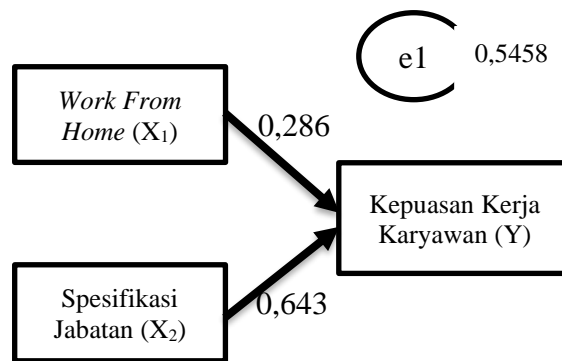 e1
0,5458
Work From
Home (X₁)
0,286
Kepuasan Kerja
Karyawan (Y)
Spesifikasi
Jabatan (X₂)
0,643